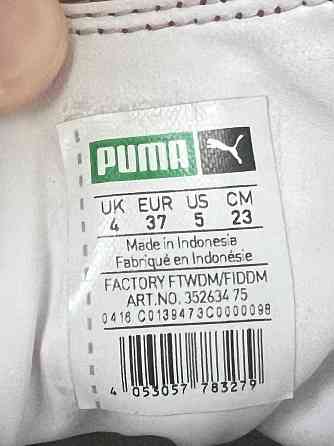 PUMA
UK EUR US CM
4 37 5 23
Made in Indonesia
Fabriqué en Indonésie
FACTORY FTWDM/FIDDM
ART.NO. 352634 75
0416 C0139473C0000098
4 053057 783279